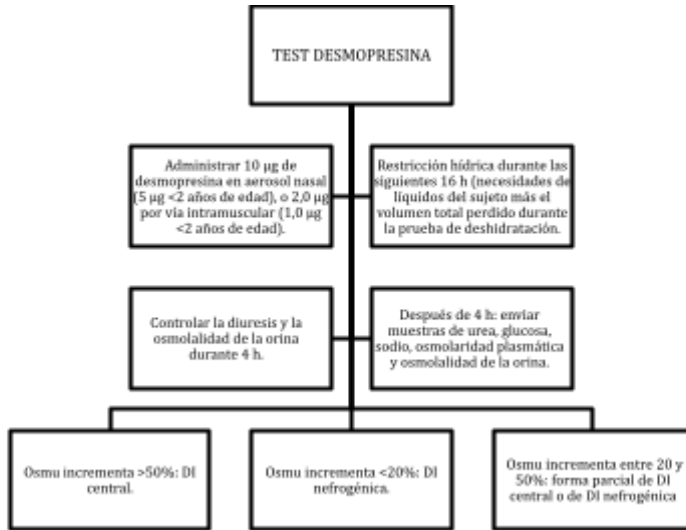 TEST DESMOPRESINA
Administrar 10 µg de
desmopresina en aerosol nasal
(5 µg <2 años de edad), o 2,0 µg
por vía intramuscular (1,0 µg
<2 años de edad).
Restricción hídrica durante las
siguientes 16 h (necesidades de
líquidos del sujeto más el
volumen total perdido durante
la prueba de deshidratación.
Controlar la diuresis y la
osmolalidad de la orina
durante 4 h.
Después de 4 h: enviar
muestras de urea, glucosa,
sodio, osmolaridad plasmática
y osmolalidad de la orina.
Osmu incrementa >50%: DI
central.
Osmu incrementa <20%: DI
nefrogénica.
Osmu incrementa entre 20 y
50%: forma parcial de DI
central o de DI nefrogénica